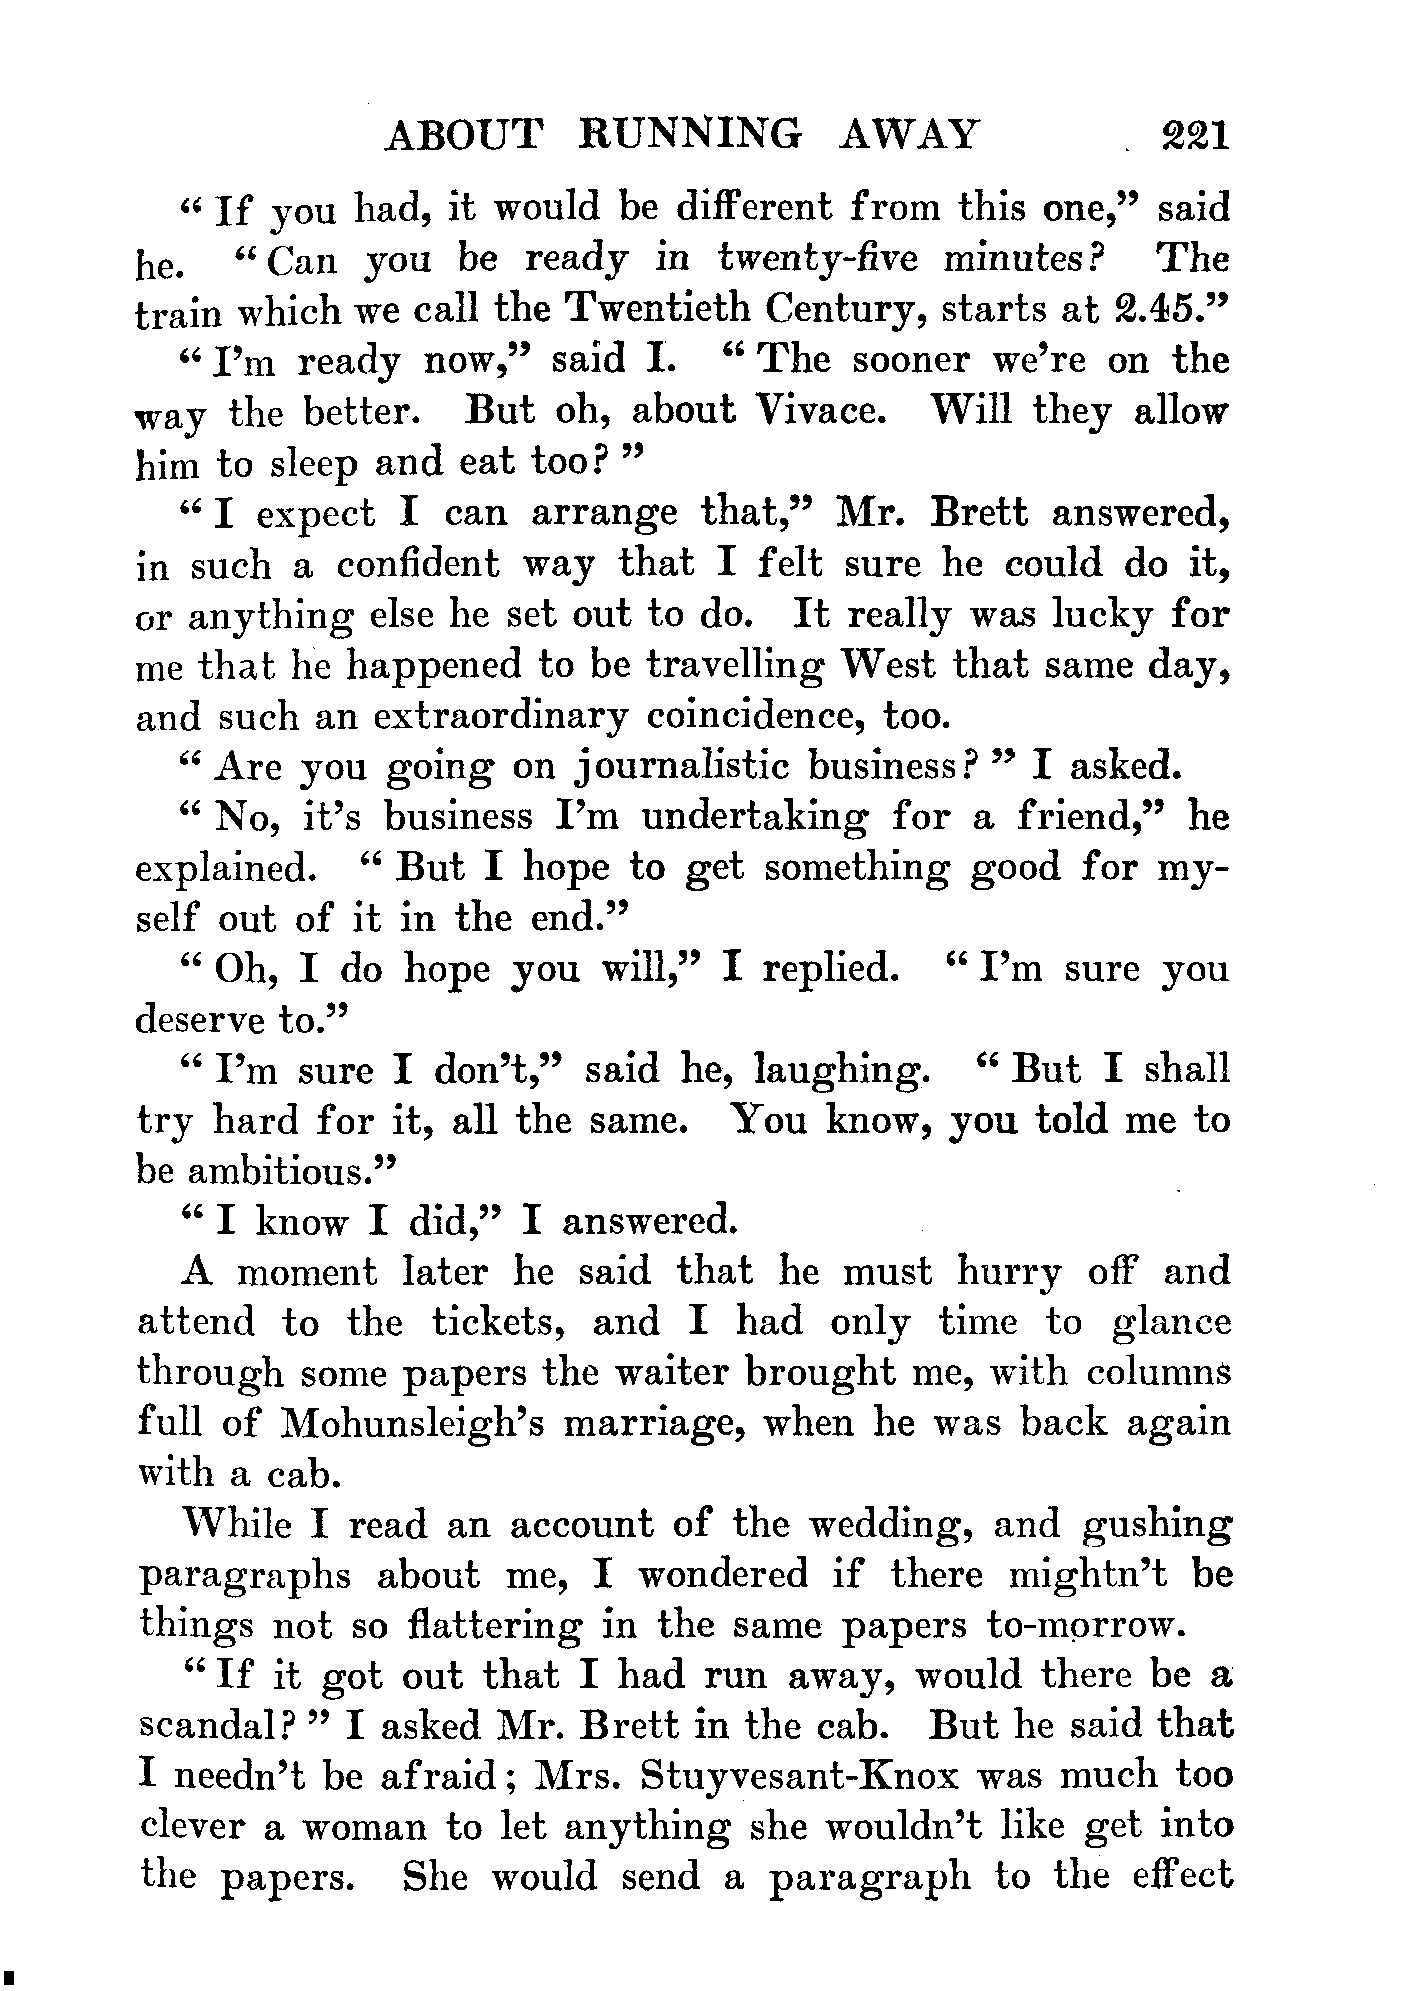 ABOUT RUNNING AWAY 221
“ If you had, it would be different from this one,” said
he. “ Can you be ready in twenty-five minutes? The
train which we call the Twentieth Century, starts at 2.45.”
“ I’m ready now,” said I. “ The sooner we’re on the
way the better. But oh, about Vivace. Will they allow
him to sleep and eat too? ”
“ I expect I can arrange that,” Mr. Brett answered,
in such a confident way that I felt sure he could do it,
or anything else he set out to do. It really was lucky for
me that he happened to be travelling West that same day,
and such an extraordinary coincidence, too.
“ Are you going on journalistic business? ” I asked.
“ No, it’s business I’m undertaking for a friend,” he
explained. “ But I hope to get something good for my-
self out of it in the end.”
“ Oh, I do hope you will,” I replied. “ I’m sure you
deserve to.”
“ I’m sure I don’t,” said he, laughing. “ But I shall
try hard for it, all the same. You know, you told me to
be ambitious.”
“ I know I did,” I answered.
A moment later he said that he must hurry off and
attend to the tickets, and I had only time to glance
through some papers the waiter brought me, with columns
full of Mohunsleigh’s marriage, when he was back again
with a cab.
While I read an account of the wedding, and gushing
paragraphs about me, I wondered if there mightn’t be
things not so flattering in the same papers to-morrow.
“ If it got out that I had run away, would there be a
scandal? ” I asked Mr. Brett in the cab. But he said that
I needn’t be afraid; Mrs. Stuyvesant-Knox was much too
clever a woman to let anything she wouldn’t like get into
the papers. She would send a paragraph to the effect